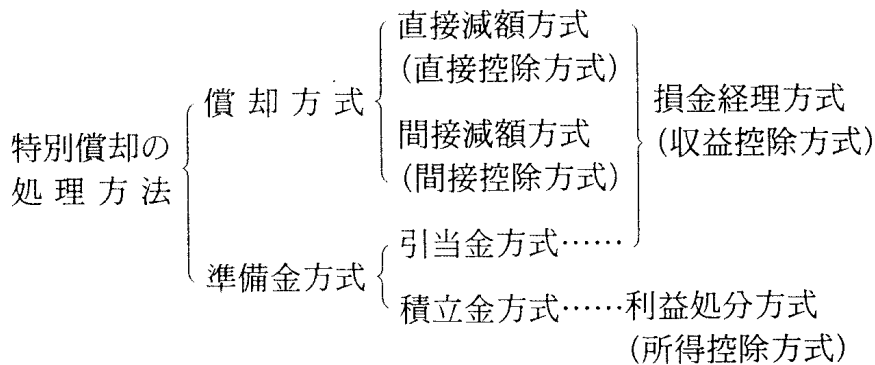 特別償却の
処理方法
償却方式
直接減額方式
(直接控除方式)
間接減額方式
(間接控除方式)
損金経理方式
(収益控除方式)
準備金方式
引当金方式……
積立金方式……利益処分方式
(所得控除方式)